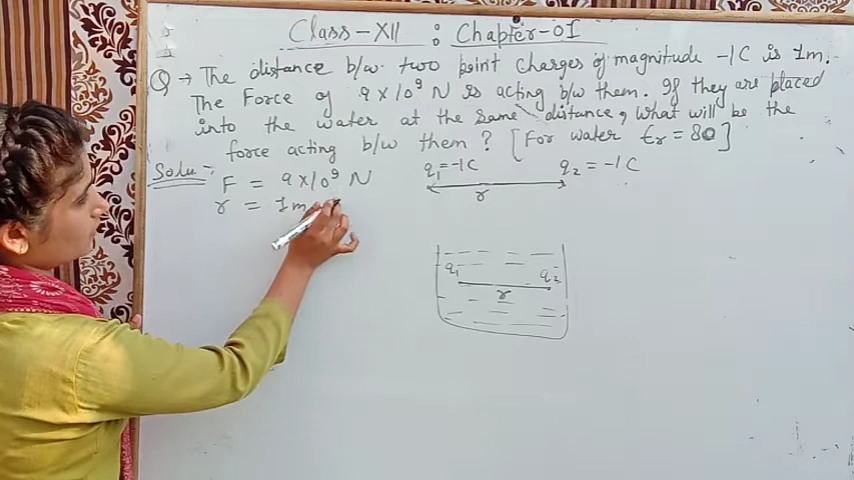 Class-XII : Chapter-01
Q → The distance b/w two point charges of magnitude -1C is 1m.
The Force of 9×10⁹ N is acting b/w them. If they are placed
into the water at the same distance, what will be the
force acting b/w them? [For water εr = 80]
Solu:-
F = 9×10⁹ N
r = 1m
q₁=-1C q₂=-1C
r
q₁ q₂
r